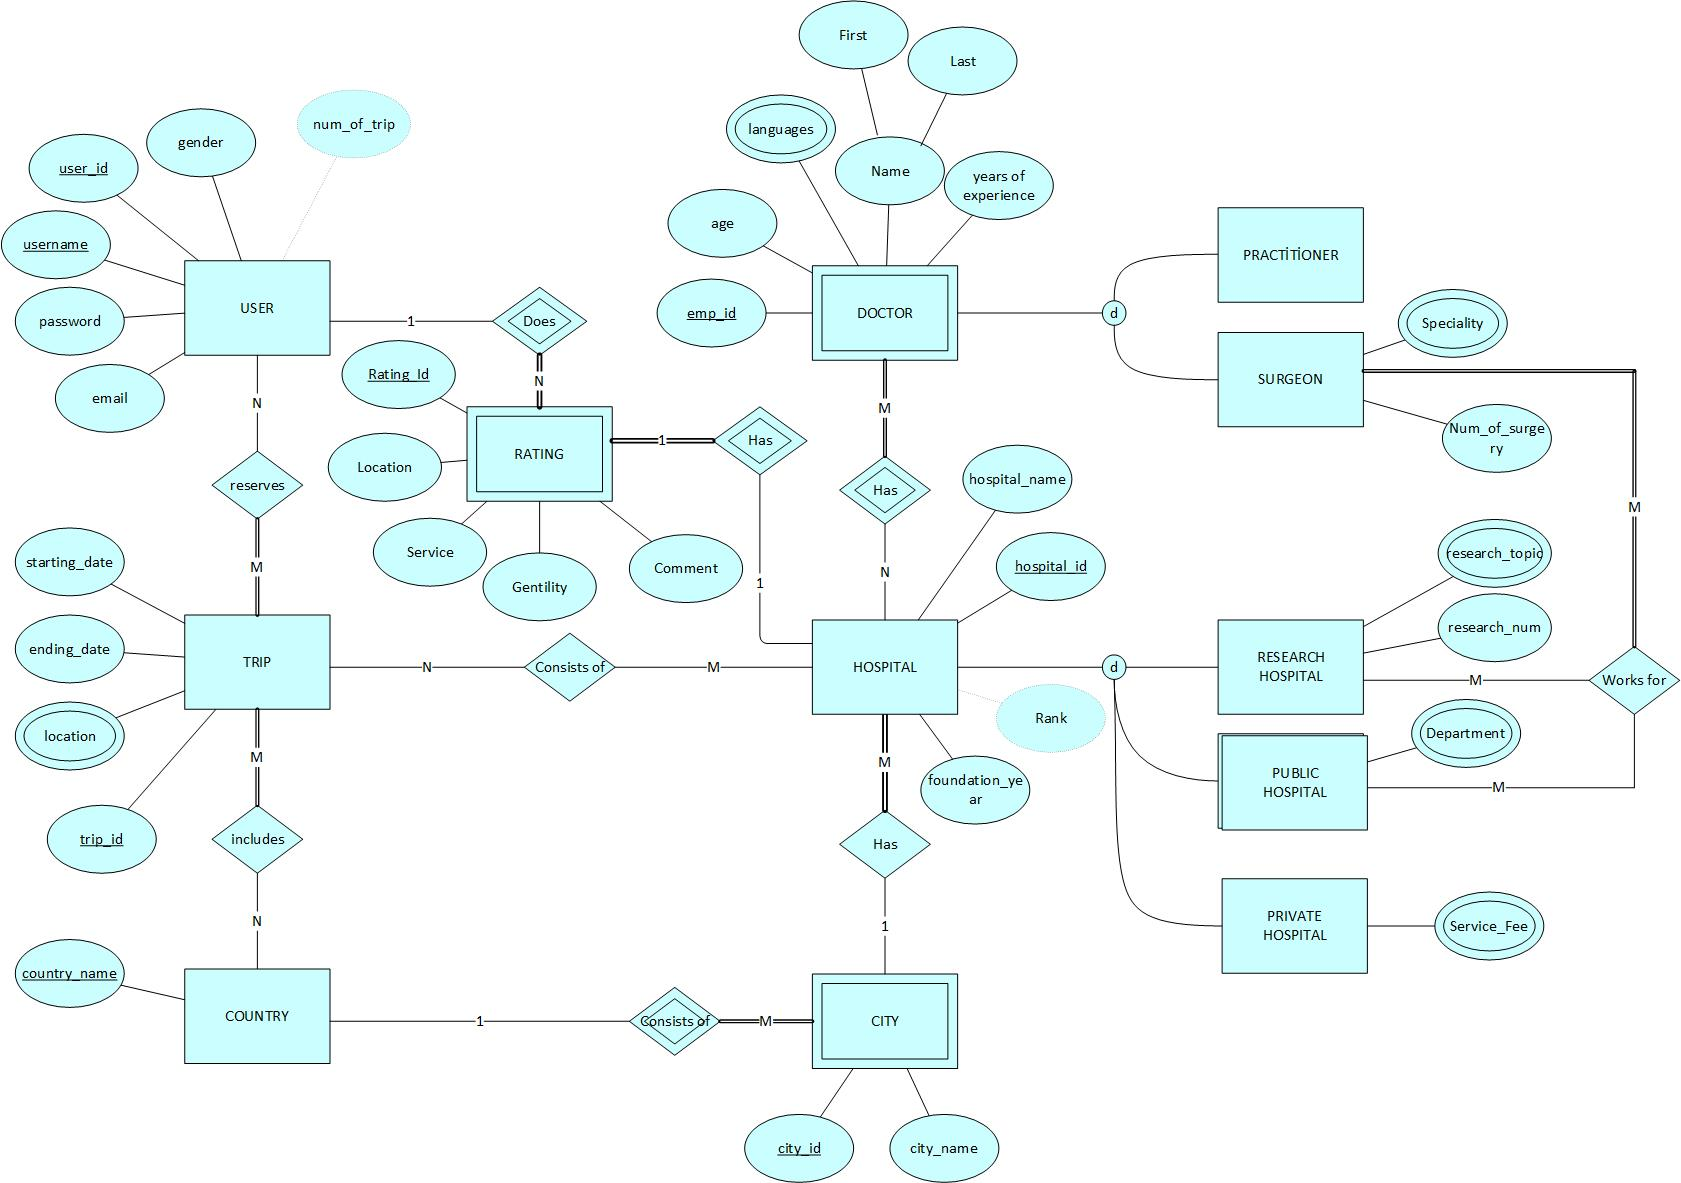 First
Last
num_of_trip
languages
gender
user_id
Name
years of
experience
username
age
PRACTİTİONER
USER
emp_id
DOCTOR
d
password
1
Does
Speciality
Rating_Id
N
SURGEON
email
N
M
Num_of_surge
ry
1
Has
RATING
Location
hospital_name
reserves
Has
M
Service
research_topic
starting_date
M
hospital_id
Comment
N
1
Gentility
research_num
ending_date
TRIP
N
Consists of
M
HOSPITAL
d
RESEARCH
HOSPITAL
M
Works for
Rank
location
Department
M
M
foundation_ye
ar
PUBLIC
HOSPITAL
M
trip_id
includes
Has
N
1
PRIVATE
HOSPITAL
Service_Fee
country_name
COUNTRY
1
Consists of
M
CITY
city_id
city_name